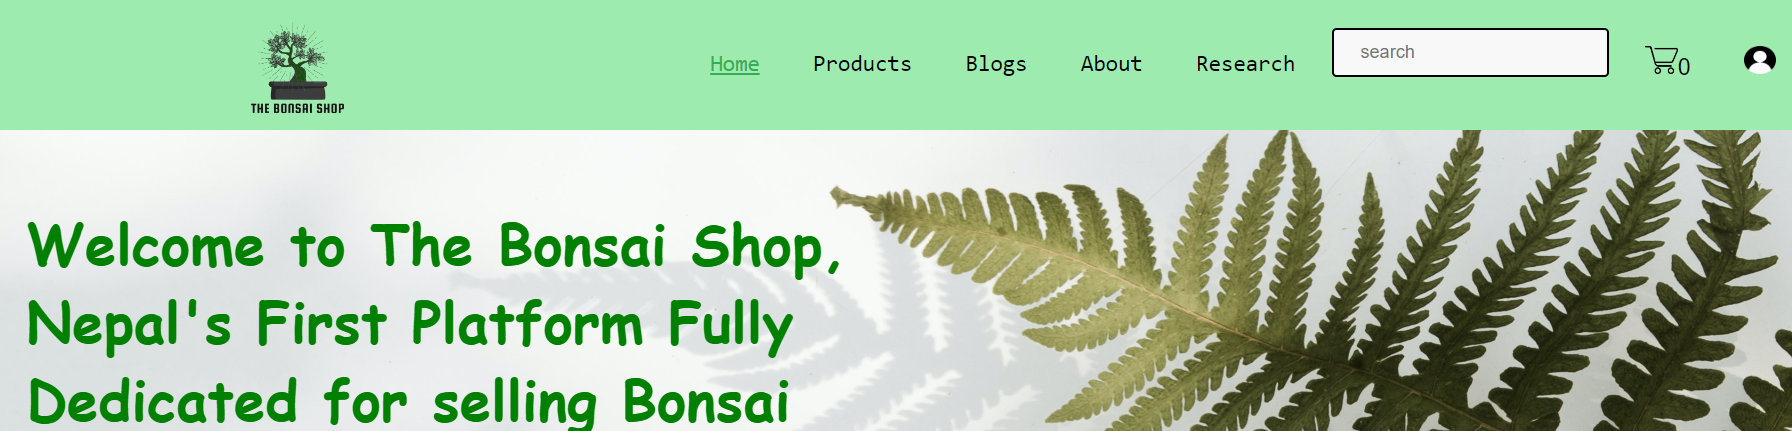 THE BONSAI SHOP
Home Products Blogs About Research search 0
Welcome to The Bonsai Shop,
Nepal's First Platform Fully
Dedicated for selling Bonsai